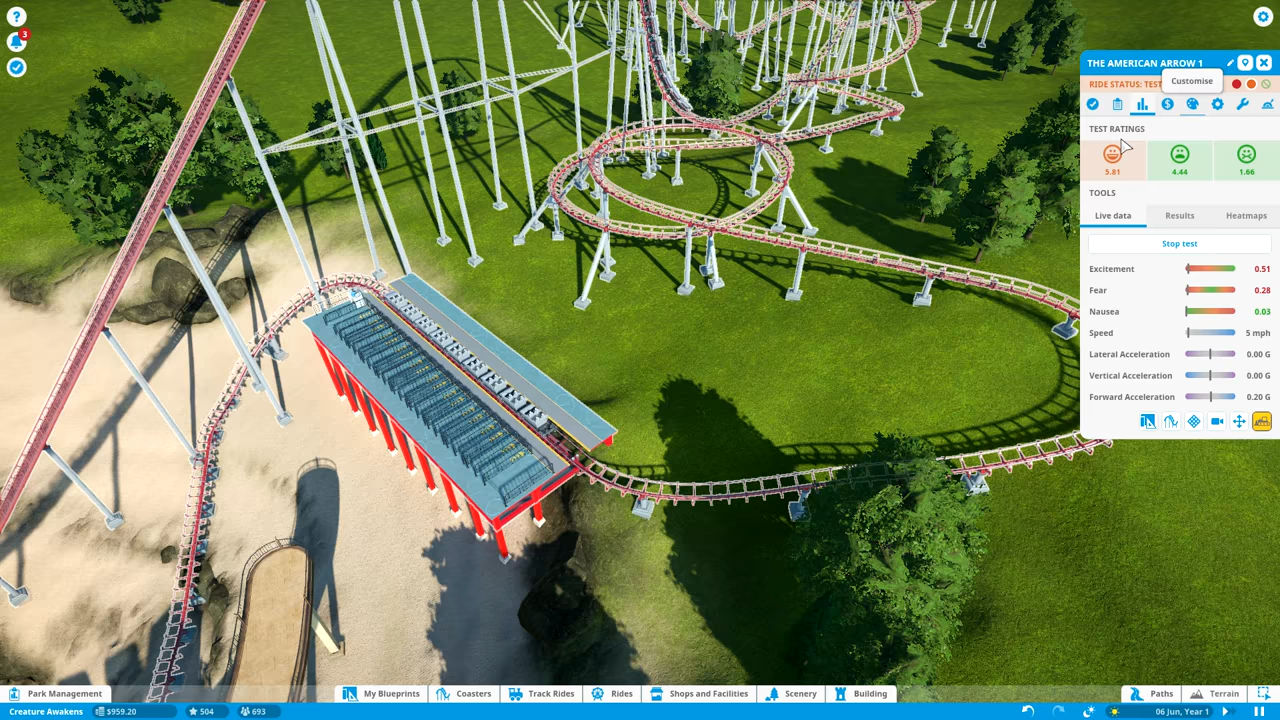 ?
3
THE AMERICAN ARROW 1
Customise
RIDE STATUS: TEST
TEST RATINGS
5.81
4.44
1.66
TOOLS
Live data
Results
Heatmaps
Stop test
Excitement 0.51
Fear 0.28
Nausea 0.03
Speed 5 mph
Lateral Acceleration 0.00 G
Vertical Acceleration 0.00 G
Forward Acceleration 0.20 G
Park Management
My Blueprints
Coasters
Track Rides
Rides
Shops and Facilities
Scenery
Building
Paths
Terrain
Creature Awakens
$959.20
504
693
06 Jun, Year 1